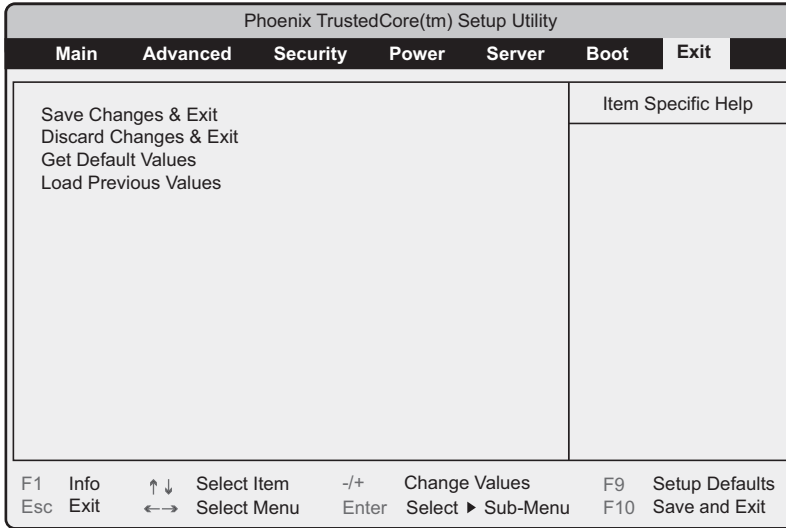 Phoenix TrustedCore(tm) Setup Utility
Main Advanced Security Power Server Boot Exit
Save Changes & Exit
Discard Changes & Exit
Get Default Values
Load Previous Values
Item Specific Help
F1 Info ↑↓ Select Item -/+ Change Values F9 Setup Defaults
Esc Exit ←→ Select Menu Enter Select ▶ Sub-Menu F10 Save and Exit